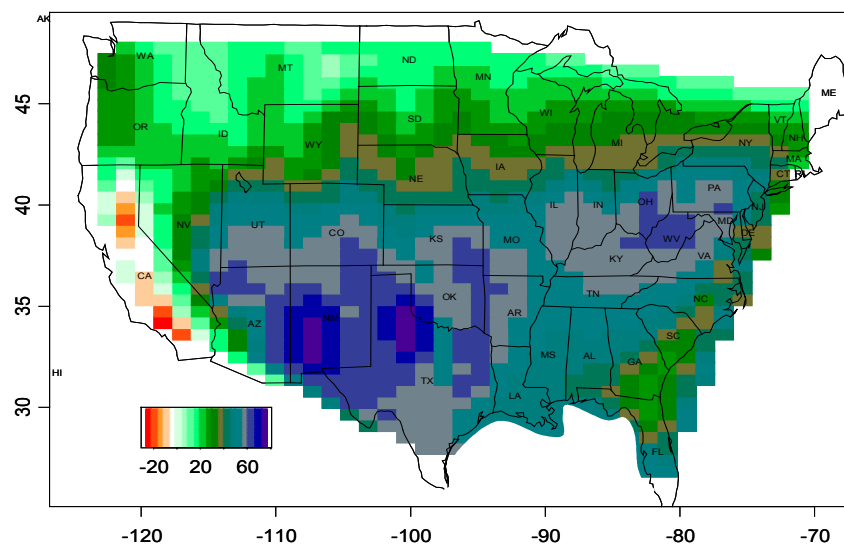 AK
WA
ND
MT
MN
ME
45
WI
SD
VT
OR
ID
NH
MI
NY
WY
MA
IA
CT
NE
PA
OH
40
IL
IN
NJ
MD
NV
UT
CO
DE
KS
MO
WV
VA
KY
CA
TN
OK
NC
35
AR
NM
AZ
SC
MS
AL
GA
HI
TX
LA
30
FL
-20 20 60
-120 -110 -100 -90 -80 -70